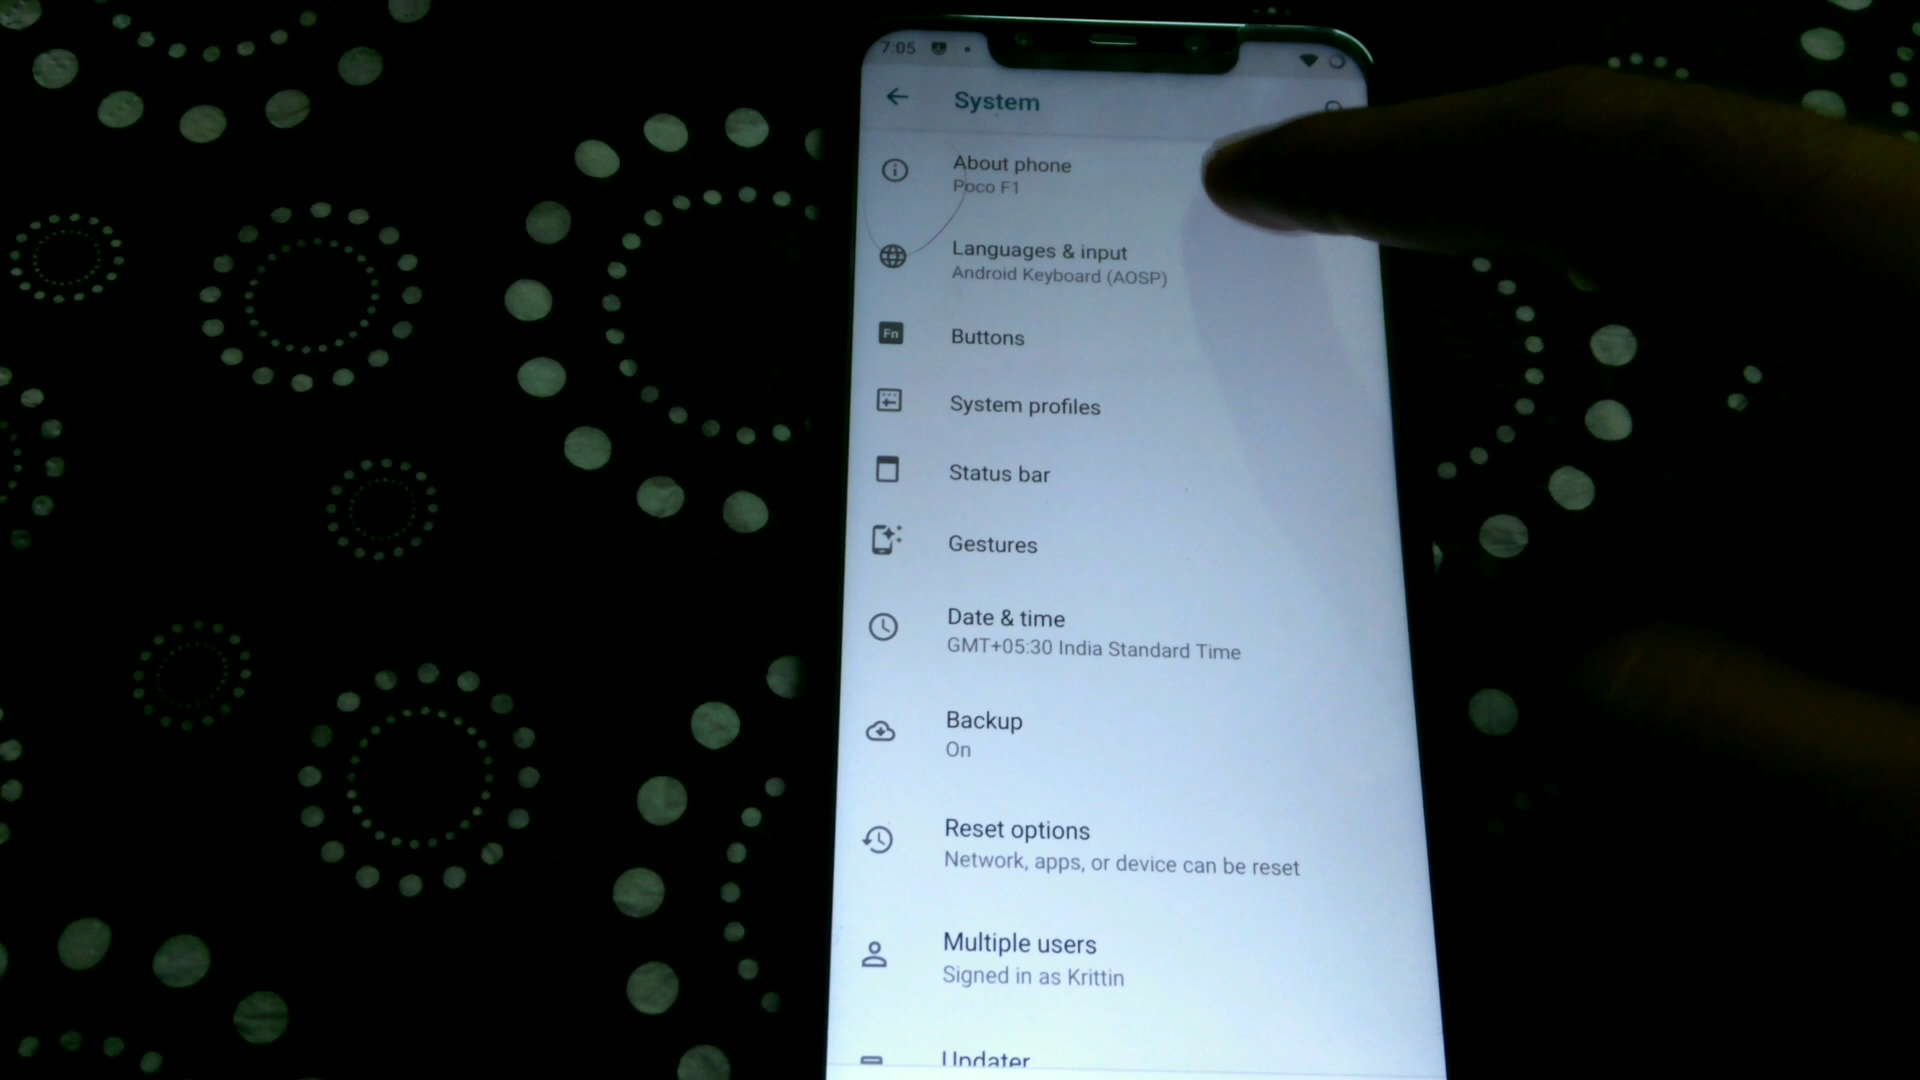 7:05
System
About phone
Poco F1
Languages & input
Android Keyboard (AOSP)
Fn
Buttons
System profiles
Status bar
Gestures
Date & time
GMT+05:30 India Standard Time
Backup
On
Reset options
Network, apps, or device can be reset
Multiple users
Signed in as Krittin
Updater